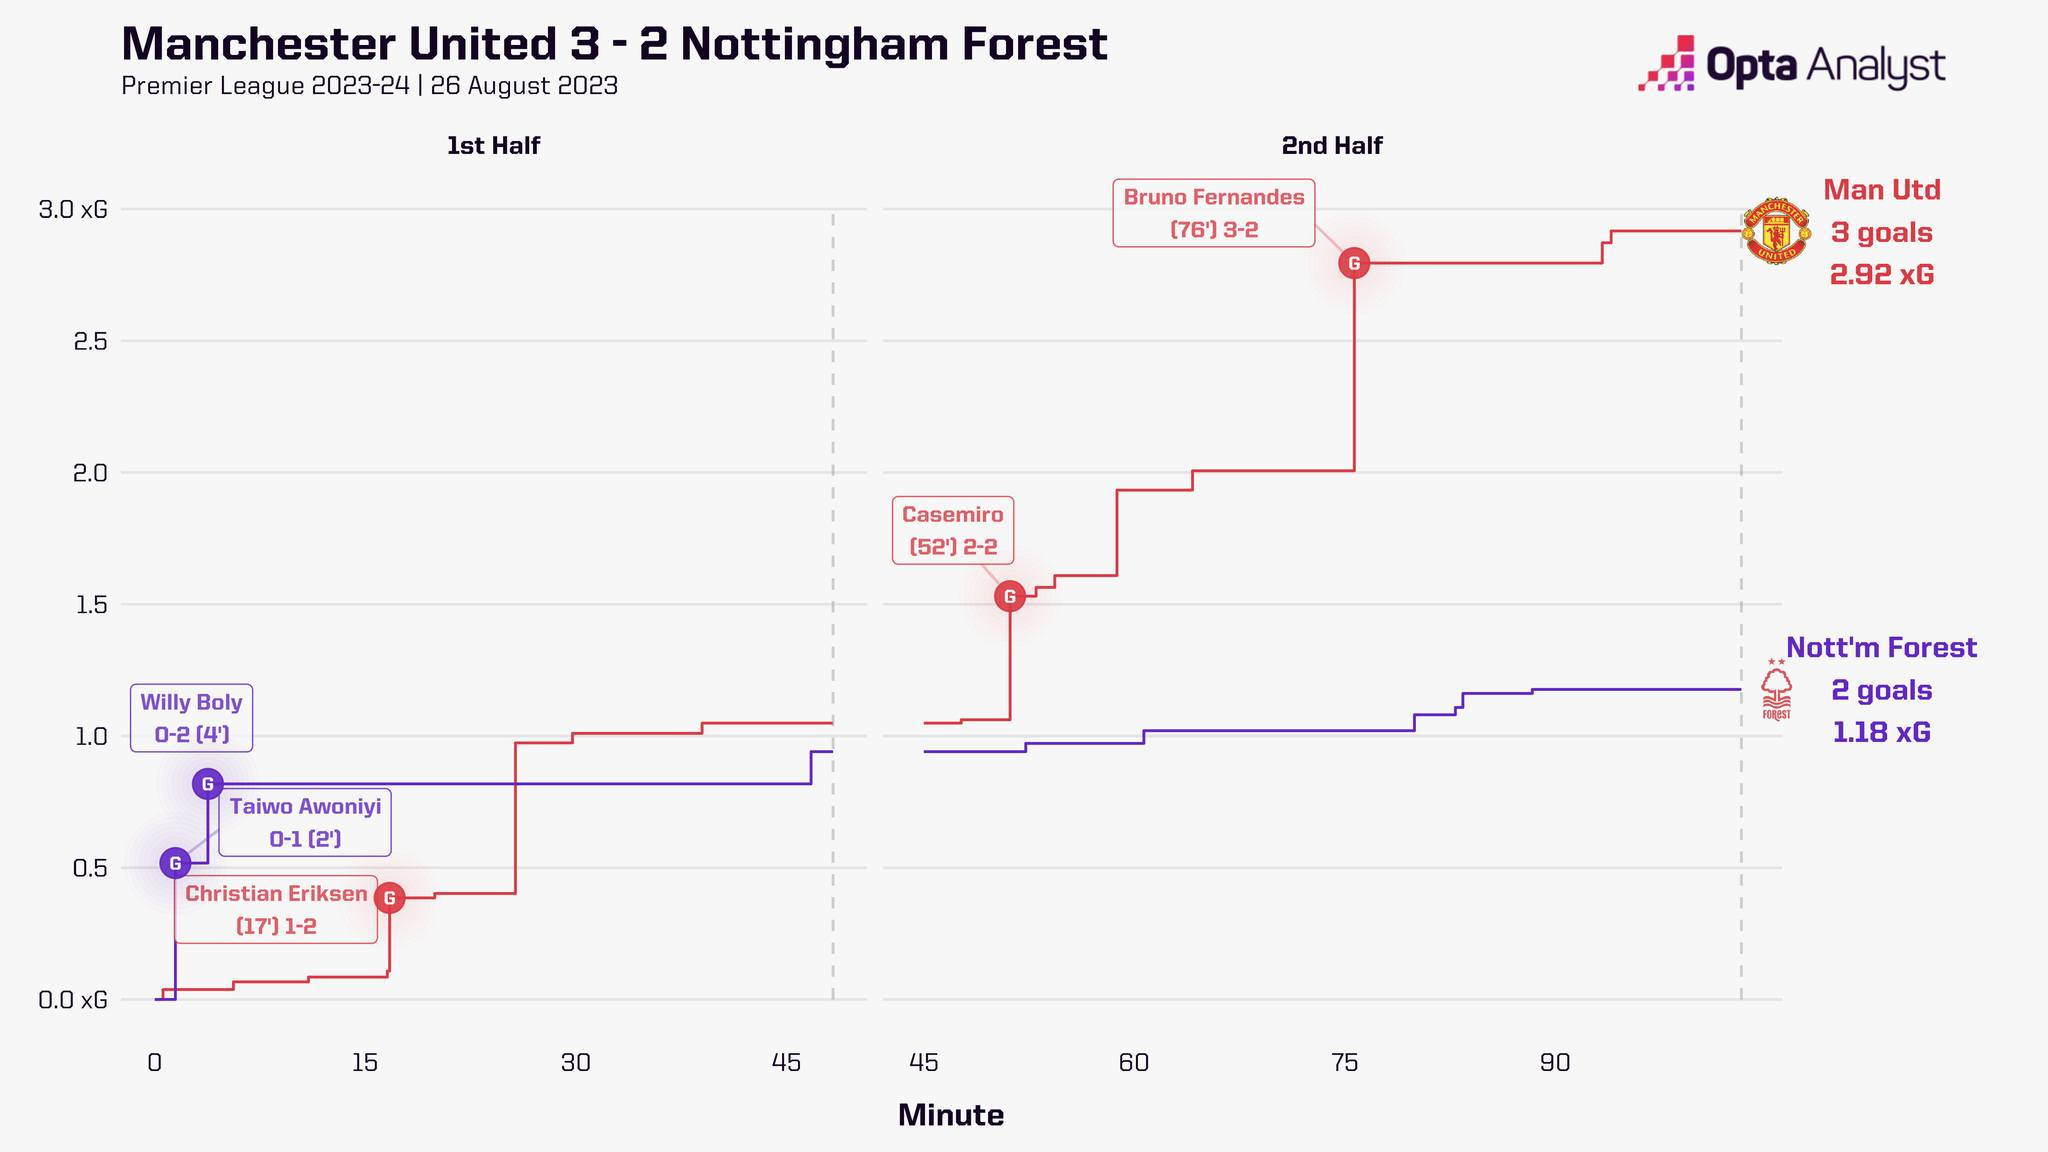 Manchester United 3 - 2 Nottingham Forest
Premier League 2023-24 | 26 August 2023
Opta Analyst
1st Half
2nd Half
3.0 xG
2.5
2.0
1.5
1.0
0.5
0.0 xG
Willy Boly
0-2 (4')
G
Taiwo Awoniyi
0-1 (2')
G
Christian Eriksen
(17') 1-2
G
Casemiro
(52') 2-2
G
Bruno Fernandes
(76') 3-2
G
MANCHESTER
UNITED
Man Utd
3 goals
2.92 xG
FOREST
Nott'm Forest
2 goals
1.18 xG
0
15
30
45
45
60
75
90
Minute